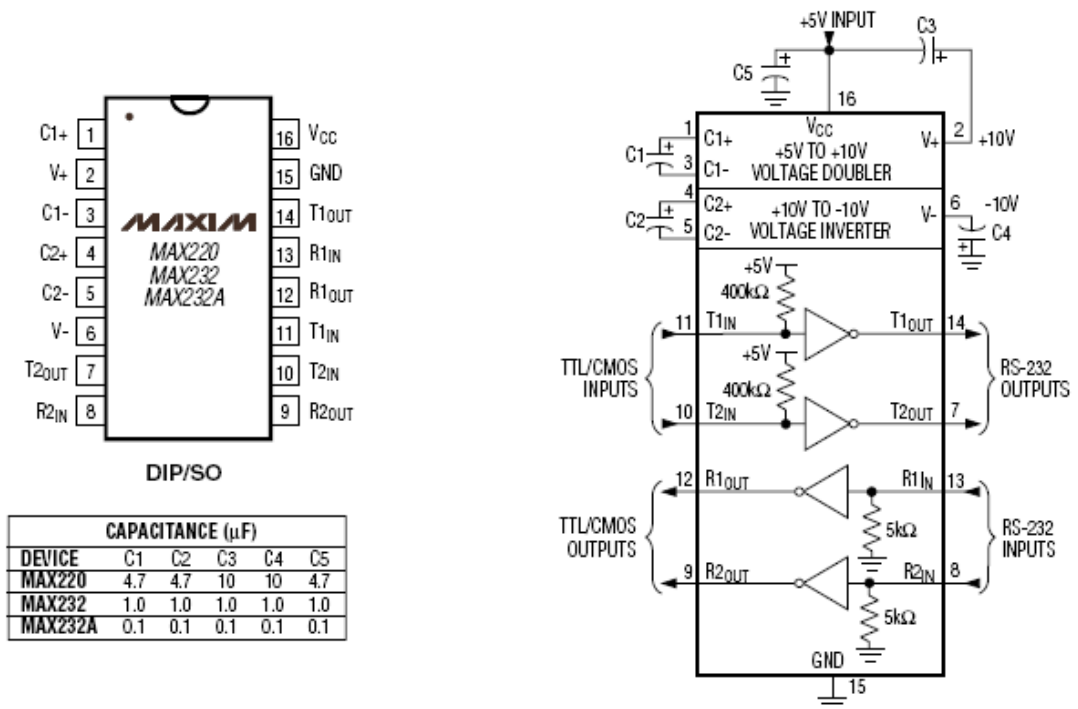 C1+ 1
V+ 2
C1- 3
C2+ 4
C2- 5
V- 6
T2OUT 7
R2IN 8
16 VCC
15 GND
14 T1OUT
13 R1IN
12 R1OUT
11 T1IN
10 T2IN
9 R2OUT
MAXIM
MAX220
MAX232
MAX232A
DIP/SO
CAPACITANCE (μF)
DEVICE C1 C2 C3 C4 C5
MAX220 4.7 4.7 10 10 4.7
MAX232 1.0 1.0 1.0 1.0 1.0
MAX232A 0.1 0.1 0.1 0.1 0.1
+5V INPUT
C3
+
C5
+
16
VCC
+5V TO +10V
VOLTAGE DOUBLER
1 C1+
C1 +
3 C1-
V+ 2 +10V
4 C2+
C2 +
5 C2-
+10V TO -10V
VOLTAGE INVERTER
V- 6 -10V
C4
+
+5V
400kΩ
11 T1IN
T1OUT 14
+5V
400kΩ
TTL/CMOS
INPUTS
RS-232
OUTPUTS
10 T2IN
T2OUT 7
12 R1OUT
R1IN 13
5kΩ
TTL/CMOS
OUTPUTS
RS-232
INPUTS
9 R2OUT
R2IN 8
5kΩ
GND
15